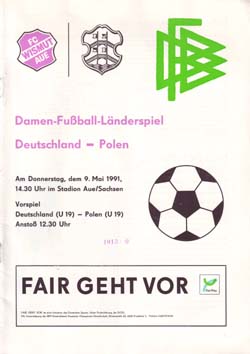 FC
WISMUT
AUE
DFB
Damen-Fußball-Länderspiel
Deutschland – Polen
Am Donnerstag, dem 9. Mai 1991,
14.30 Uhr im Stadion Aue/Sachsen
Vorspiel
Deutschland (U 19) – Polen (U 19)
Anstoß 12.30 Uhr
FAIR GEHT VOR